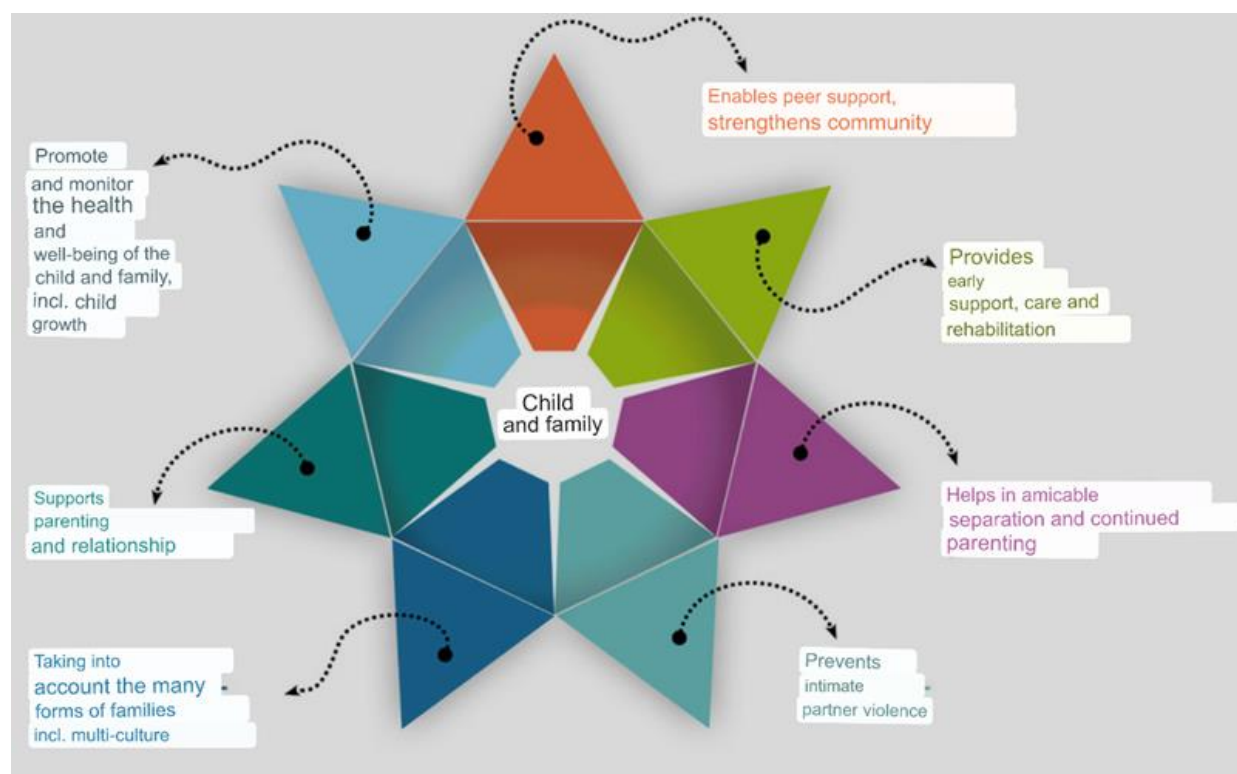 Enables peer support,
strengthens community
Promote
and monitor
the health
and
well-being of the
child and family,
incl. child
growth
Provides
early
support, care and
rehabilitation
Child
and family
Supports
parenting
and relationship
Helps in amicable
separation and continued
parenting
Taking into
account the many -
forms of families
incl. multi-culture
Prevents
intimate -
partner violence